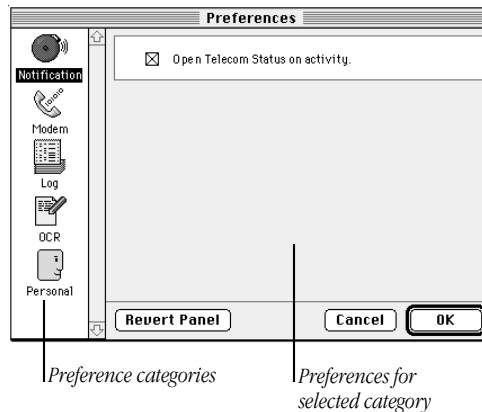 Preferences
Open Telecom Status on activity.
Notification
Modem
Log
OCR
Personal
Revert Panel
Cancel
OK
Preference categories
Preferences for
selected category